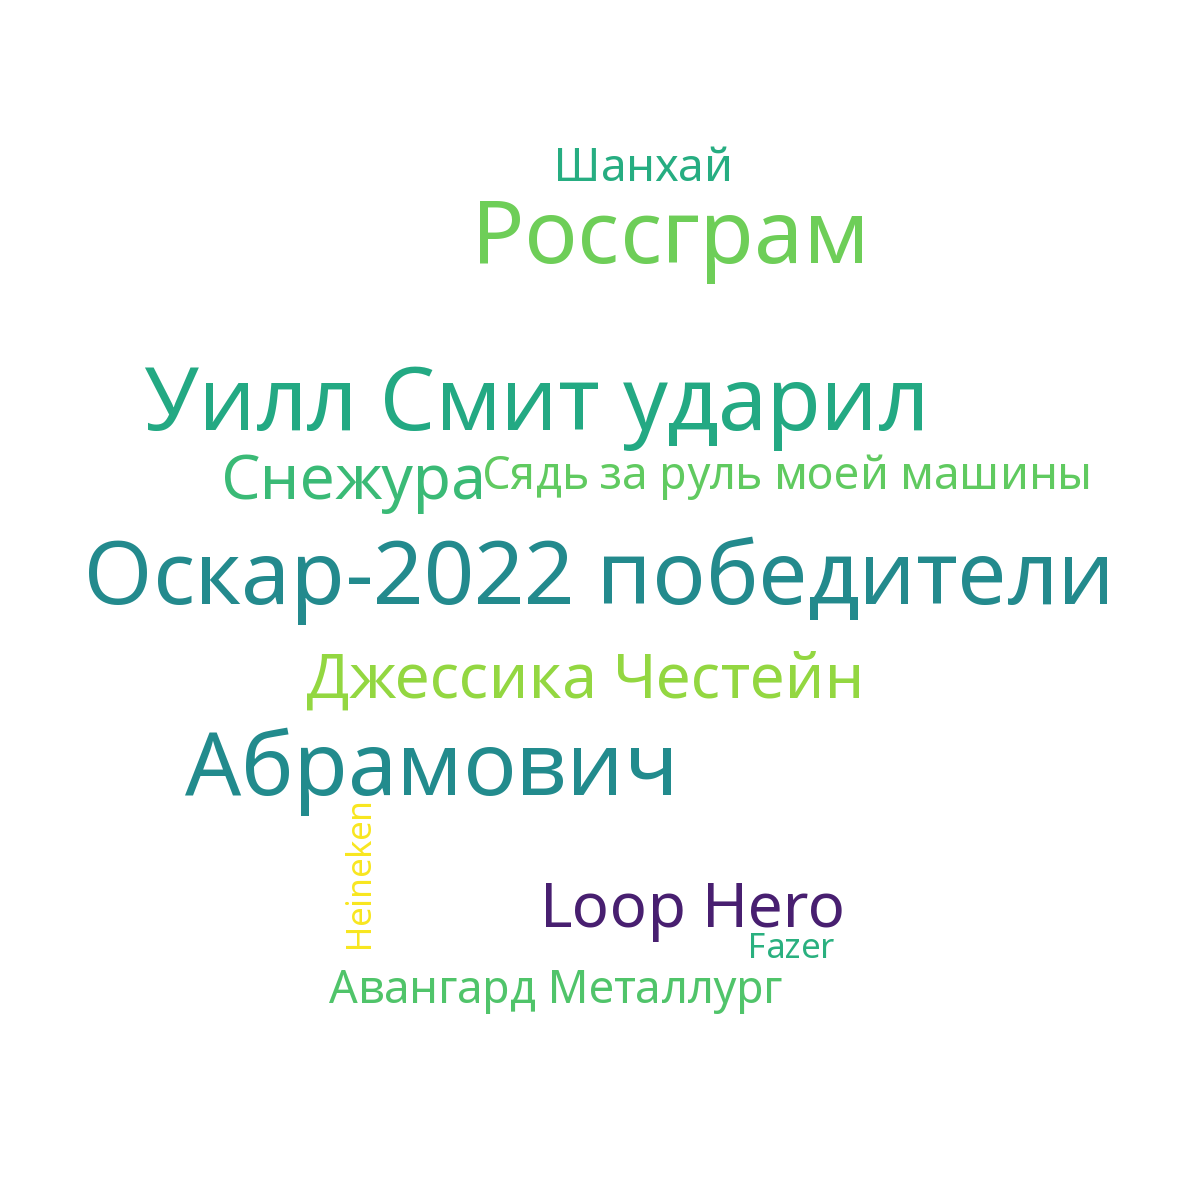 Шанхай
Россграм
Уилл Смит ударил
Снежура
Сядь за руль моей машины
Оскар-2022 победители
Джессика Честейн
Абрамович
Heineken
Loop Hero
Fazer
Авангард Металлург